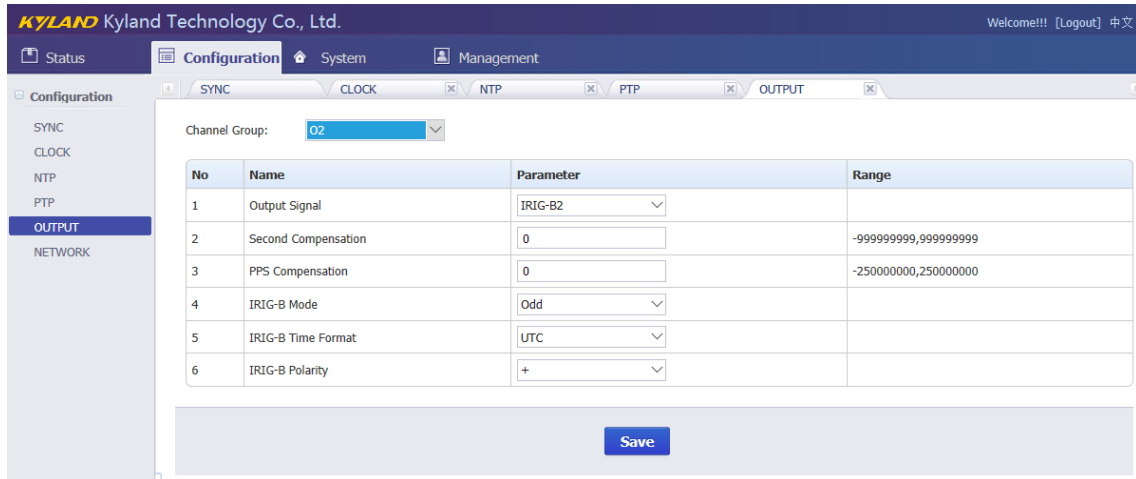 KYLAND Kyland Technology Co., Ltd. Welcome!!! [Logout] 中文
Status Configuration System Management
Configuration
SYNC
CLOCK
NTP
PTP
OUTPUT
NETWORK
SYNC CLOCK NTP PTP OUTPUT
Channel Group: O2
No Name Parameter Range
1 Output Signal IRIG-B2
2 Second Compensation 0 -999999999,999999999
3 PPS Compensation 0 -250000000,250000000
4 IRIG-B Mode Odd
5 IRIG-B Time Format UTC
6 IRIG-B Polarity +
Save